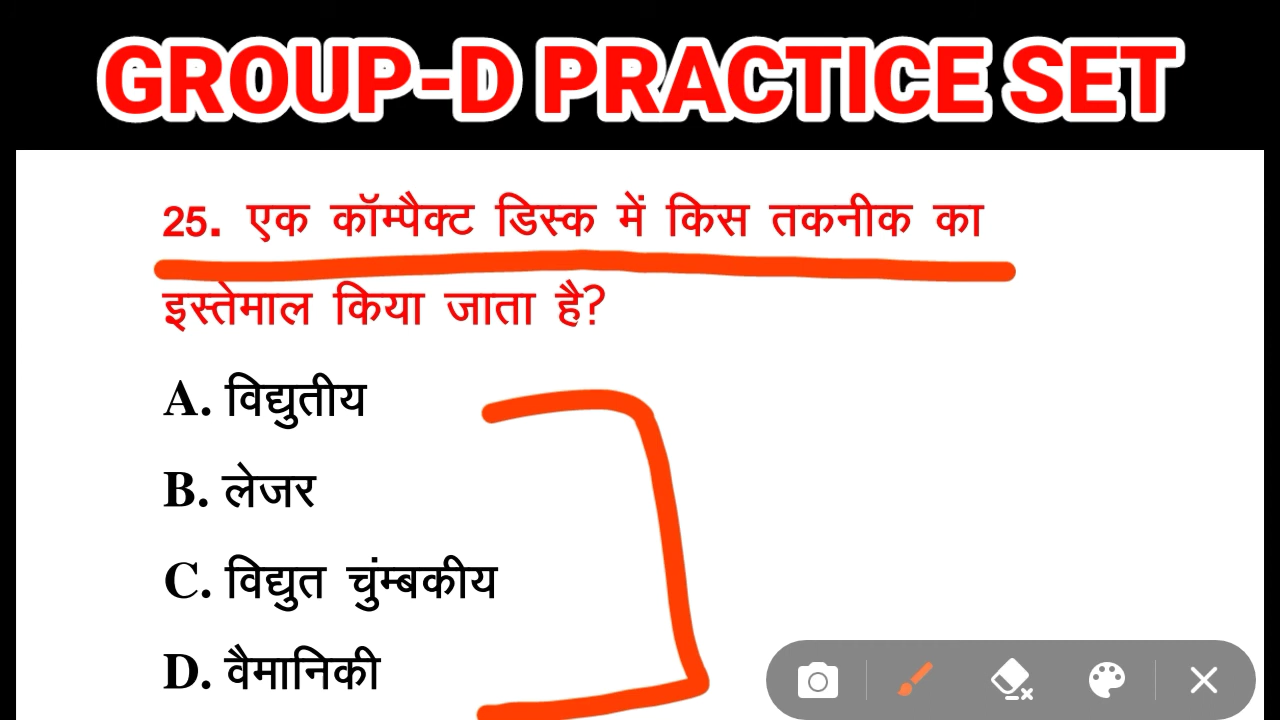 GROUP-D PRACTICE SET
25. एक कॉम्पैक्ट डिस्क में किस तकनीक का
इस्तेमाल किया जाता है?
A. विद्युतीय
B. लेजर
C. विद्युत चुंम्बकीय
D. वैमानिकी